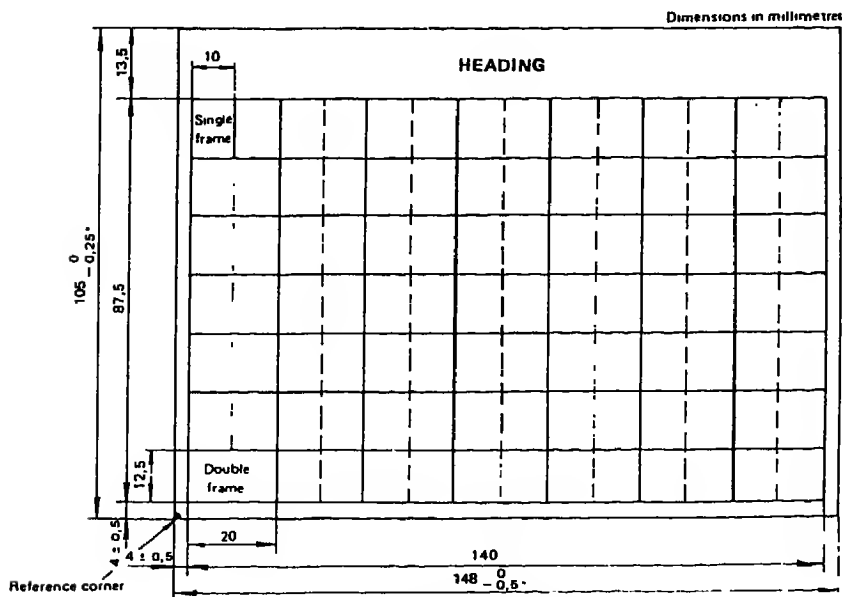 Dimensions in millimetres
13,5
10
HEADING
Single
frame
105 0 -0,25*
87,5
12,5
Double
frame
4 ± 0,5
4 ± 0,5
20
140
148 0 -0,5*
Reference corner